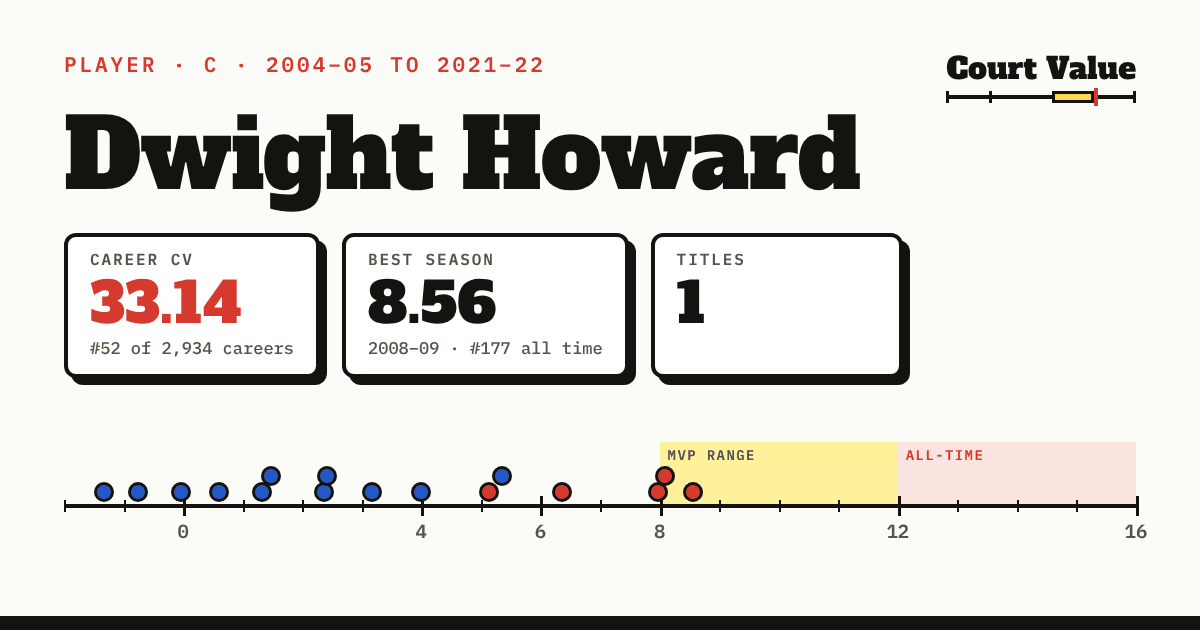 PLAYER · C · 2004–05 TO 2021–22
Court Value
Dwight Howard
CAREER CV
33.14
#52 of 2,934 careers
BEST SEASON
8.56
2008–09 · #177 all time
TITLES
1
MVP RANGE
ALL-TIME
0 4 6 8 12 16